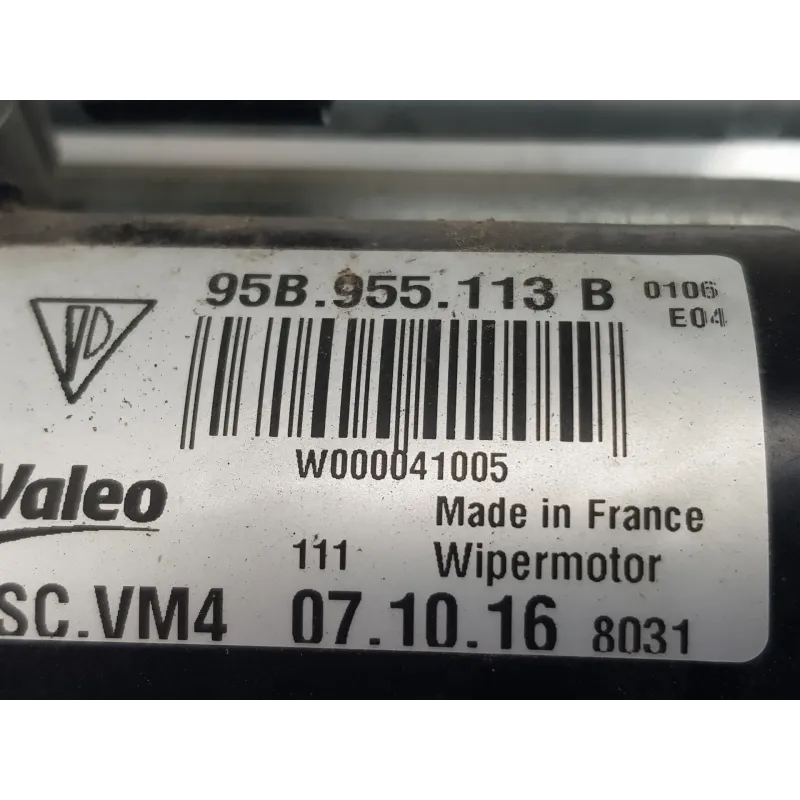 95B.955.113 B 0106
E04
W000041005
Valeo
Made in France
111 Wipermotor
SC.VM4 07.10.16 8031